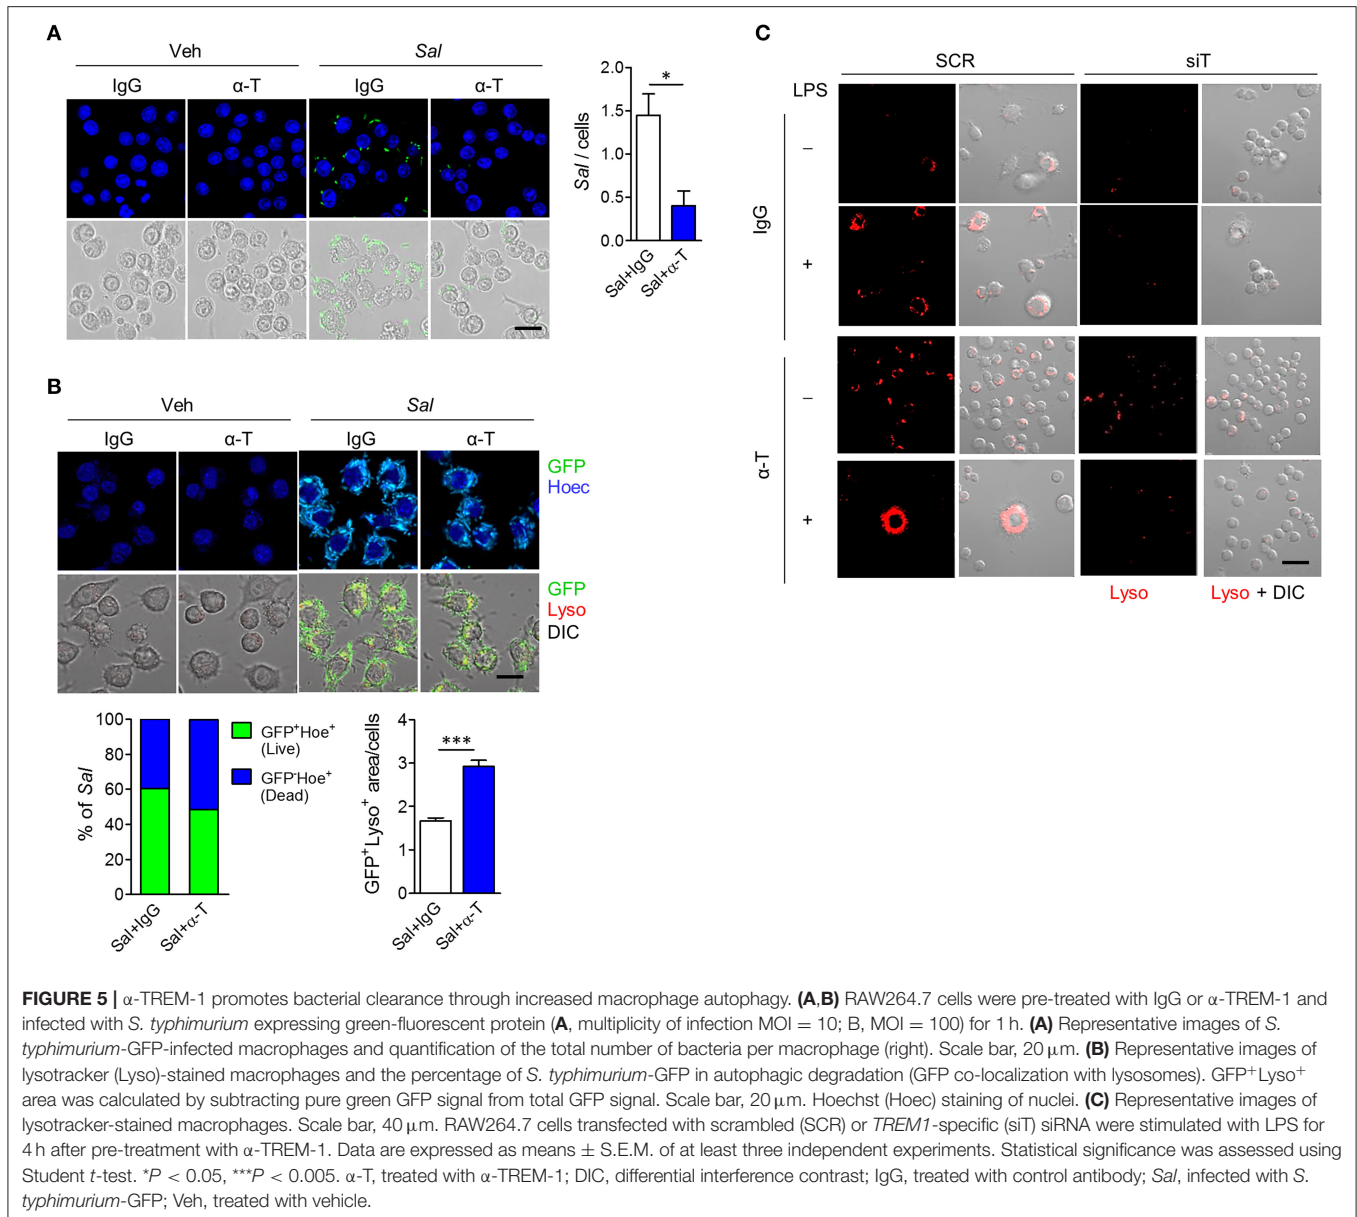 A
Veh
Sal
IgG
α-T
IgG
α-T
2.0
1.5
1.0
0.5
0.0
Sal / cells
*
Sal+IgG
Sal+α-T
B
Veh
Sal
IgG
α-T
IgG
α-T
GFP
Hoec
GFP
Lyso
DIC
100
80
60
40
20
0
% of Sal
Sal+IgG
Sal+α-T
GFP⁺Hoe⁺
(Live)
GFP⁻Hoe⁺
(Dead)
4
3
2
1
0
GFP⁺Lyso⁺ area/cells
***
Sal+IgG
Sal+α-T
C
SCR
siT
LPS
IgG
−
+
α-T
−
+
Lyso
Lyso + DIC
FIGURE 5 | α-TREM-1 promotes bacterial clearance through increased macrophage autophagy. (A,B) RAW264.7 cells were pre-treated with IgG or α-TREM-1 and
infected with S. typhimurium expressing green-fluorescent protein (A, multiplicity of infection MOI = 10; B, MOI = 100) for 1 h. (A) Representative images of S.
typhimurium-GFP-infected macrophages and quantification of the total number of bacteria per macrophage (right). Scale bar, 20 μm. (B) Representative images of
lysotracker (Lyso)-stained macrophages and the percentage of S. typhimurium-GFP in autophagic degradation (GFP co-localization with lysosomes). GFP⁺Lyso⁺
area was calculated by subtracting pure green GFP signal from total GFP signal. Scale bar, 20 μm. Hoechst (Hoec) staining of nuclei. (C) Representative images of
lysotracker-stained macrophages. Scale bar, 40 μm. RAW264.7 cells transfected with scrambled (SCR) or TREM1-specific (siT) siRNA were stimulated with LPS for
4 h after pre-treatment with α-TREM-1. Data are expressed as means ± S.E.M. of at least three independent experiments. Statistical significance was assessed using
Student t-test. *P < 0.05, ***P < 0.005. α-T, treated with α-TREM-1; DIC, differential interference contrast; IgG, treated with control antibody; Sal, infected with S.
typhimurium-GFP; Veh, treated with vehicle.